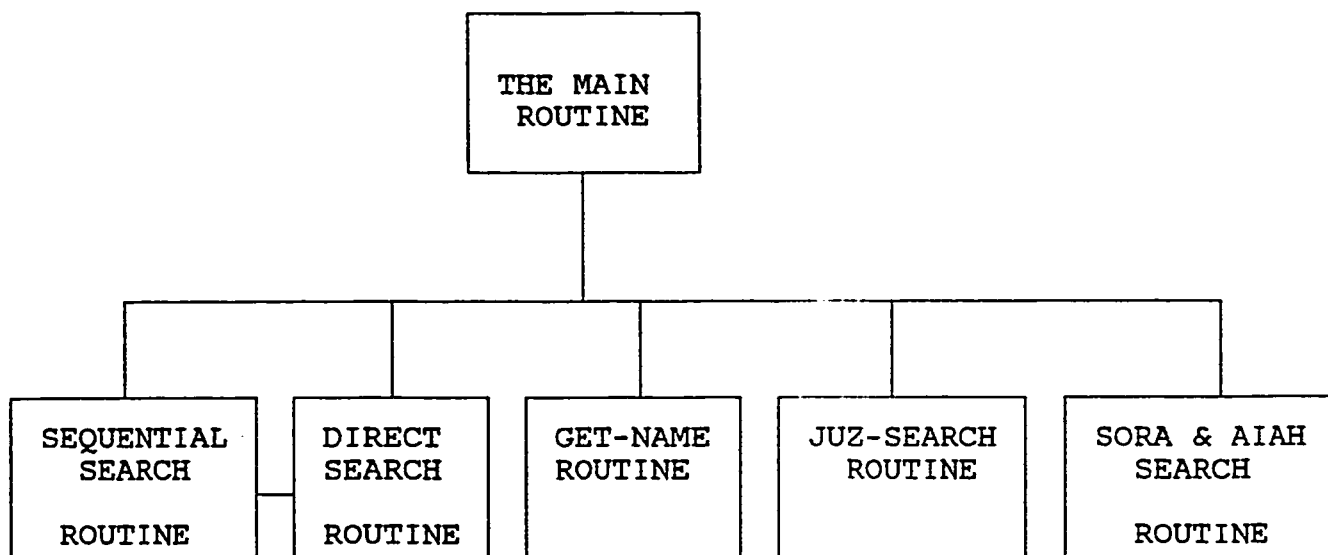 THE MAIN
ROUTINE
SEQUENTIAL
SEARCH
ROUTINE
DIRECT
SEARCH
ROUTINE
GET-NAME
ROUTINE
JUZ-SEARCH
ROUTINE
SORA & AIAH
SEARCH
ROUTINE